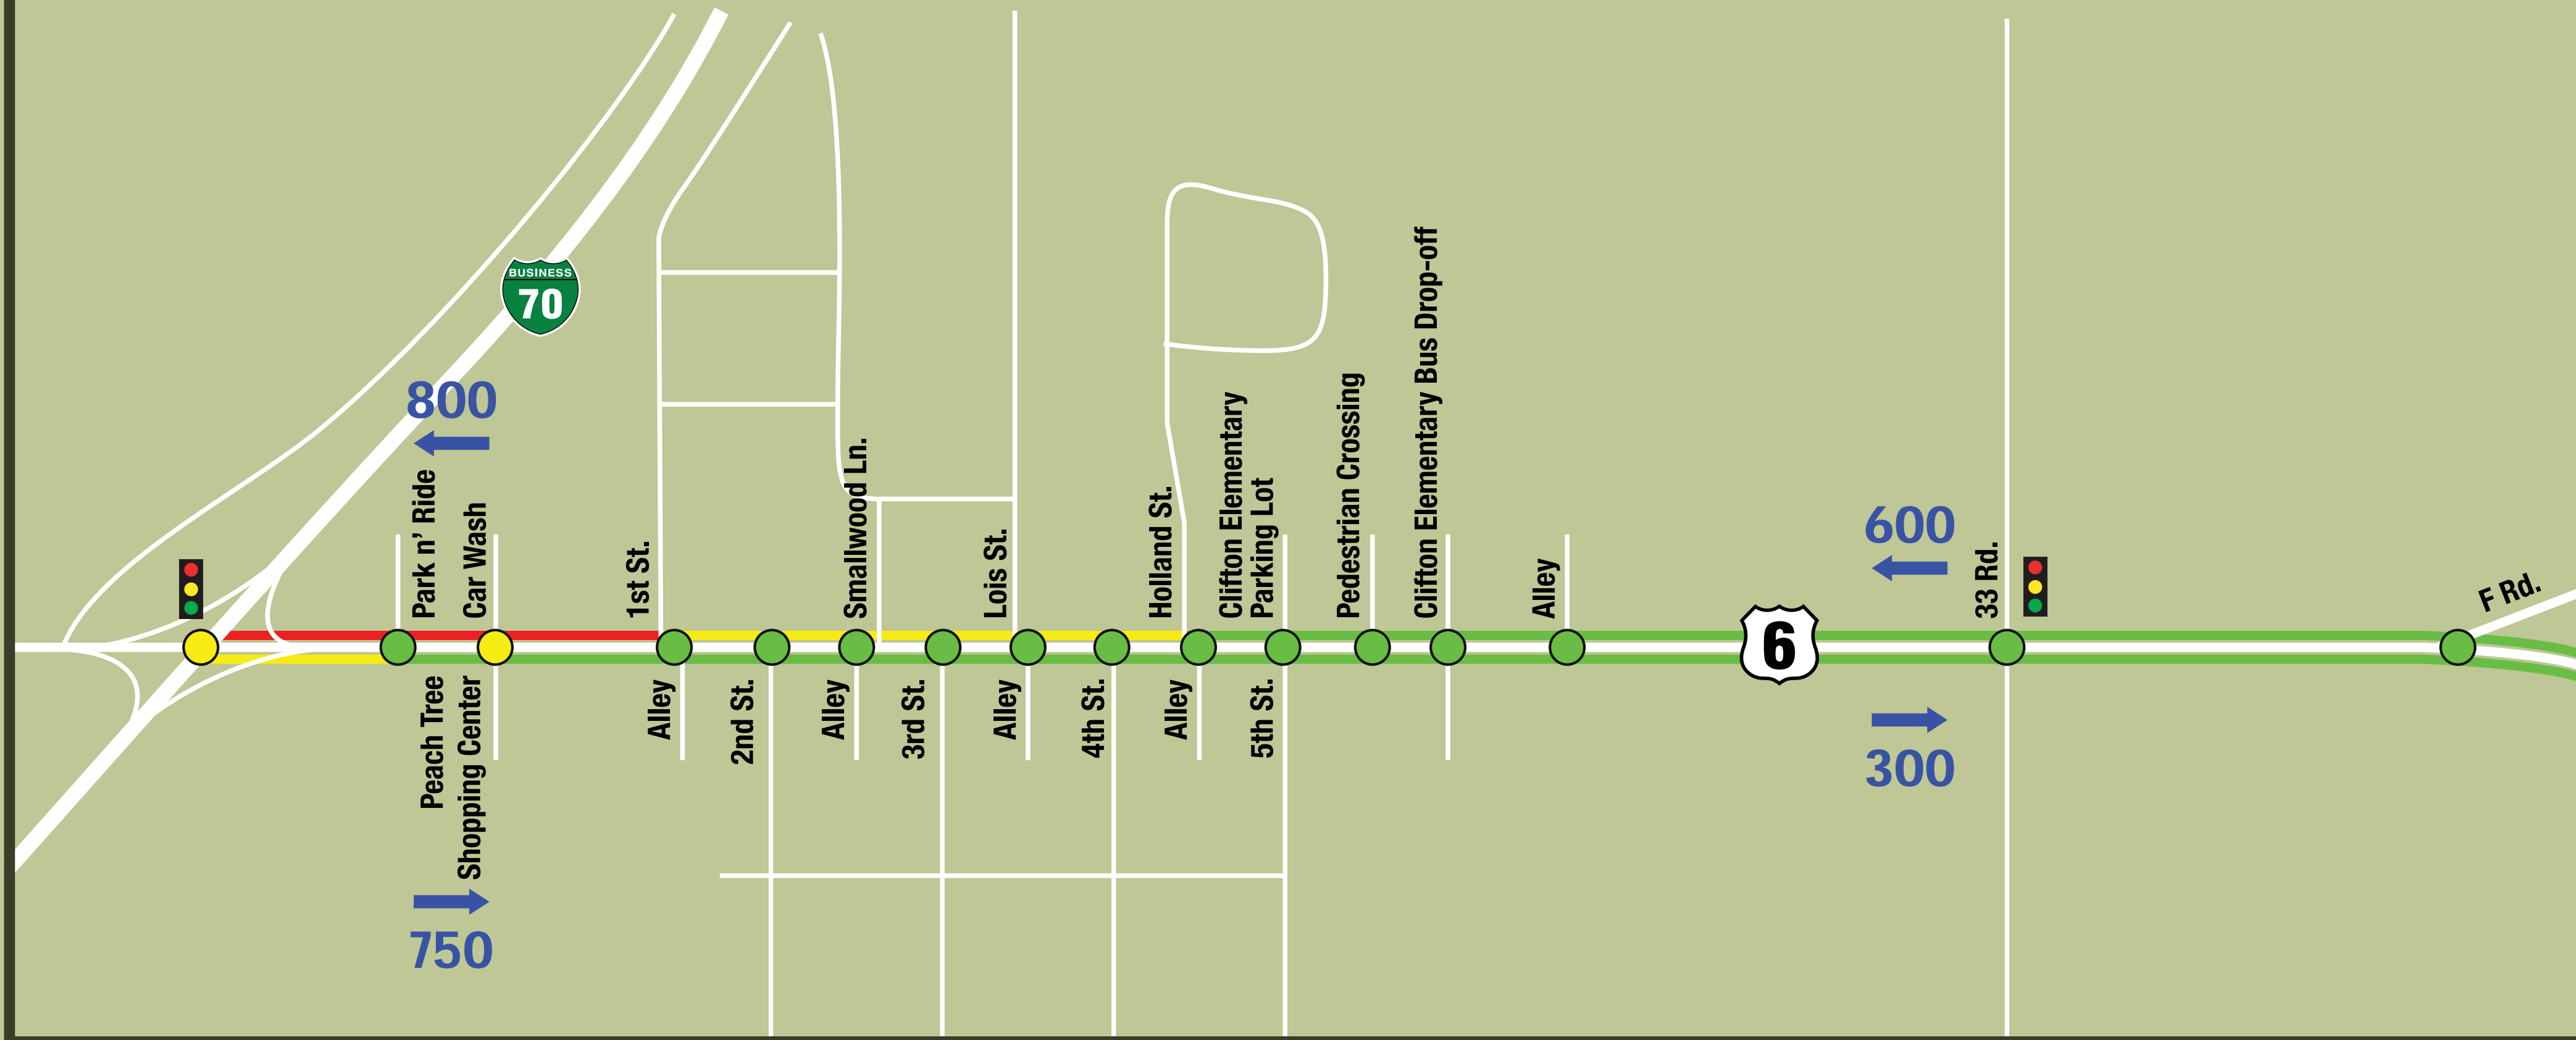 BUSINESS
70
800
Park n’ Ride
Car Wash
1st St.
Smallwood Ln.
Lois St.
Holland St.
Clifton Elementary
Parking Lot
Pedestrian Crossing
Clifton Elementary Bus Drop-off
Alley
600
33 Rd.
F Rd.
6
Peach Tree
Shopping Center
Alley
2nd St.
Alley
3rd St.
Alley
4th St.
Alley
5th St.
300
750